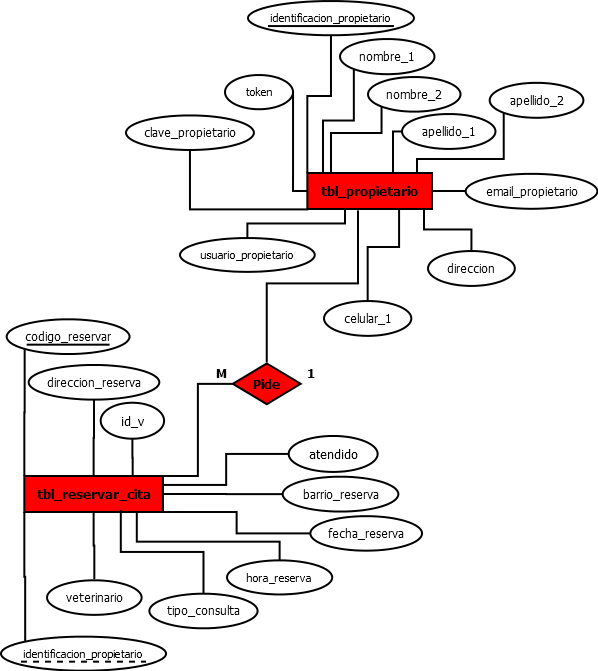 identificacion_propietario
nombre_1
token
nombre_2
apellido_2
clave_propietario
apellido_1
tbl_propietario
email_propietario
usuario_propietario
direccion
celular_1
codigo_reservar
M
1
direccion_reserva
Pide
id_v
atendido
tbl_reservar_cita
barrio_reserva
fecha_reserva
hora_reserva
veterinario
tipo_consulta
identificacion_propietario